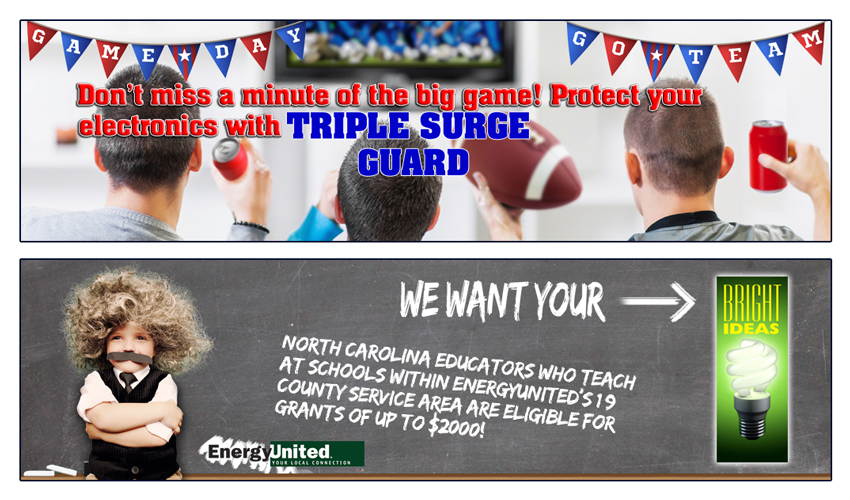 GAME★DAY
GO★TEAM
Don't miss a minute of the big game! Protect your
electronics with TRIPLE SURGE
GUARD
WE WANT YOUR
BRIGHT
IDEAS
NORTH CAROLINA EDUCATORS WHO TEACH
AT SCHOOLS WITHIN ENERGYUNITED'S 19
COUNTY SERVICE AREA ARE ELIGIBLE FOR
GRANTS OF UP TO $2000!
EnergyUnited.
YOUR LOCAL CONNECTION